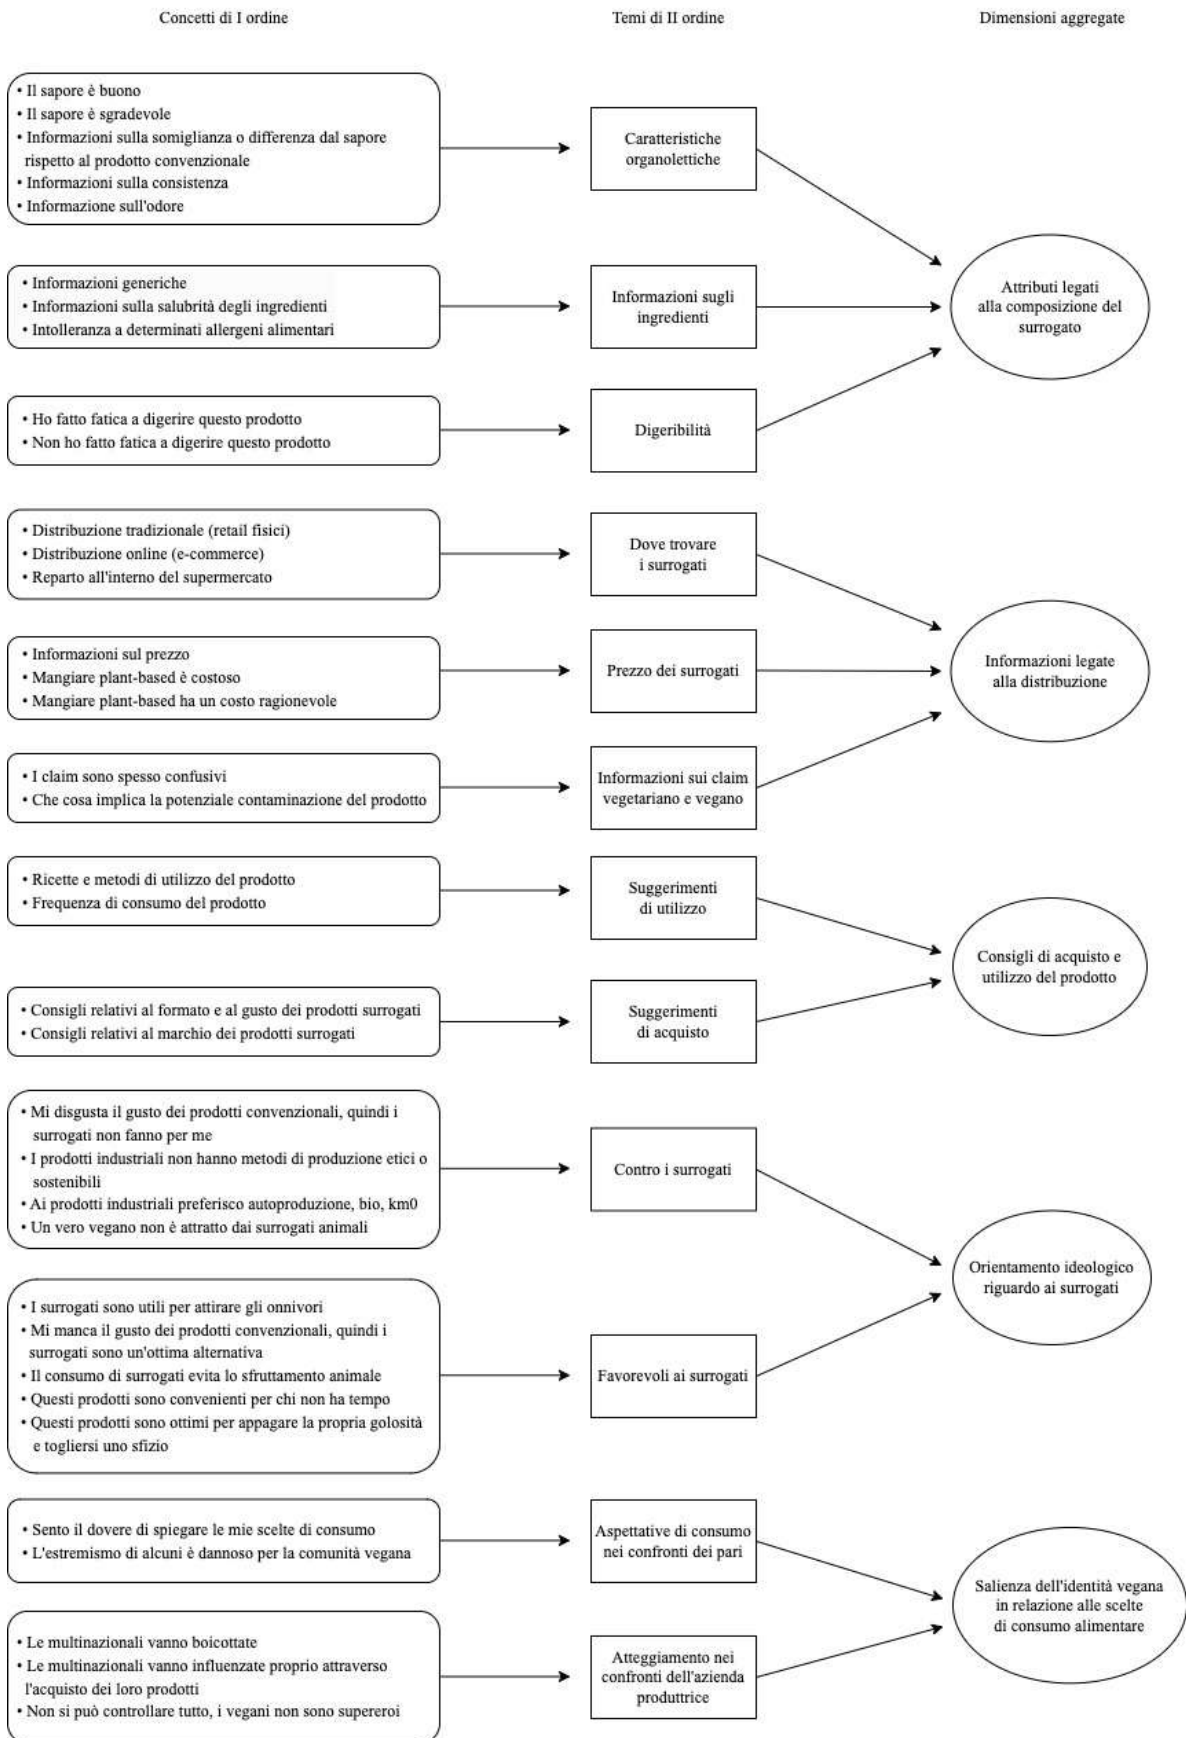 Concetti di I ordine
Temi di II ordine
Dimensioni aggregate
• Il sapore è buono
• Il sapore è sgradevole
• Informazioni sulla somiglianza o differenza dal sapore
rispetto al prodotto convenzionale
• Informazioni sulla consistenza
• Informazione sull'odore
Caratteristiche
organolettiche
• Informazioni generiche
• Informazioni sulla salubrità degli ingredienti
• Intolleranza a determinati allergeni alimentari
Informazioni sugli
ingredienti
Attributi legati
alla composizione del
surrogato
• Ho fatto fatica a digerire questo prodotto
• Non ho fatto fatica a digerire questo prodotto
Digeribilità
• Distribuzione tradizionale (retail fisici)
• Distribuzione online (e-commerce)
• Reparto all'interno del supermercato
Dove trovare
i surrogati
• Informazioni sul prezzo
• Mangiare plant-based è costoso
• Mangiare plant-based ha un costo ragionevole
Prezzo dei surrogati
Informazioni legate
alla distribuzione
• I claim sono spesso confusivi
• Che cosa implica la potenziale contaminazione del prodotto
Informazioni sui claim
vegetariano e vegano
• Ricette e metodi di utilizzo del prodotto
• Frequenza di consumo del prodotto
Suggerimenti
di utilizzo
Consigli di acquisto e
utilizzo del prodotto
• Consigli relativi al formato e al gusto dei prodotti surrogati
• Consigli relativi al marchio dei prodotti surrogati
Suggerimenti
di acquisto
• Mi disgusta il gusto dei prodotti convenzionali, quindi i
surrogati non fanno per me
• I prodotti industriali non hanno metodi di produzione etici o
sostenibili
• Ai prodotti industriali preferisco autoproduzione, bio, km0
• Un vero vegano non è attratto dai surrogati animali
Contro i surrogati
Orientamento ideologico
riguardo ai surrogati
• I surrogati sono utili per attirare gli onnivori
• Mi manca il gusto dei prodotti convenzionali, quindi i
surrogati sono un'ottima alternativa
• Il consumo di surrogati evita lo sfruttamento animale
• Questi prodotti sono convenienti per chi non ha tempo
• Questi prodotti sono ottimi per appagare la propria golosità
e togliersi uno sfizio
Favorevoli ai surrogati
• Sento il dovere di spiegare le mie scelte di consumo
• L'estremismo di alcuni è dannoso per la comunità vegana
Aspettative di consumo
nei confronti dei pari
Salienza dell'identità vegana
in relazione alle scelte
di consumo alimentare
• Le multinazionali vanno boicottate
• Le multinazionali vanno influenzate proprio attraverso
l'acquisto dei loro prodotti
• Non si può controllare tutto, i vegani non sono supereroi
Atteggiamento nei
confronti dell'azienda
produttrice